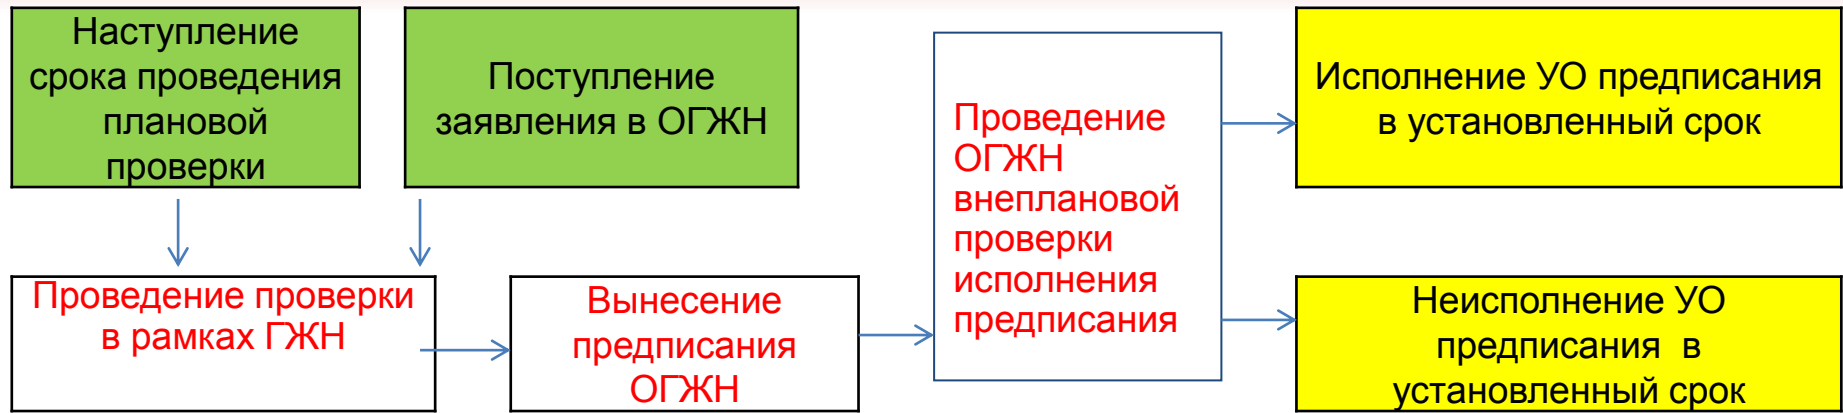 Наступление
срока проведения
плановой
проверки
Поступление
заявления в ОГЖН
Проведение проверки
в рамках ГЖН
Вынесение
предписания
ОГЖН
Проведение
ОГЖН
внеплановой
проверки
исполнения
предписания
Исполнение УО предписания
в установленный срок
Неисполнение УО
предписания в
установленный срок